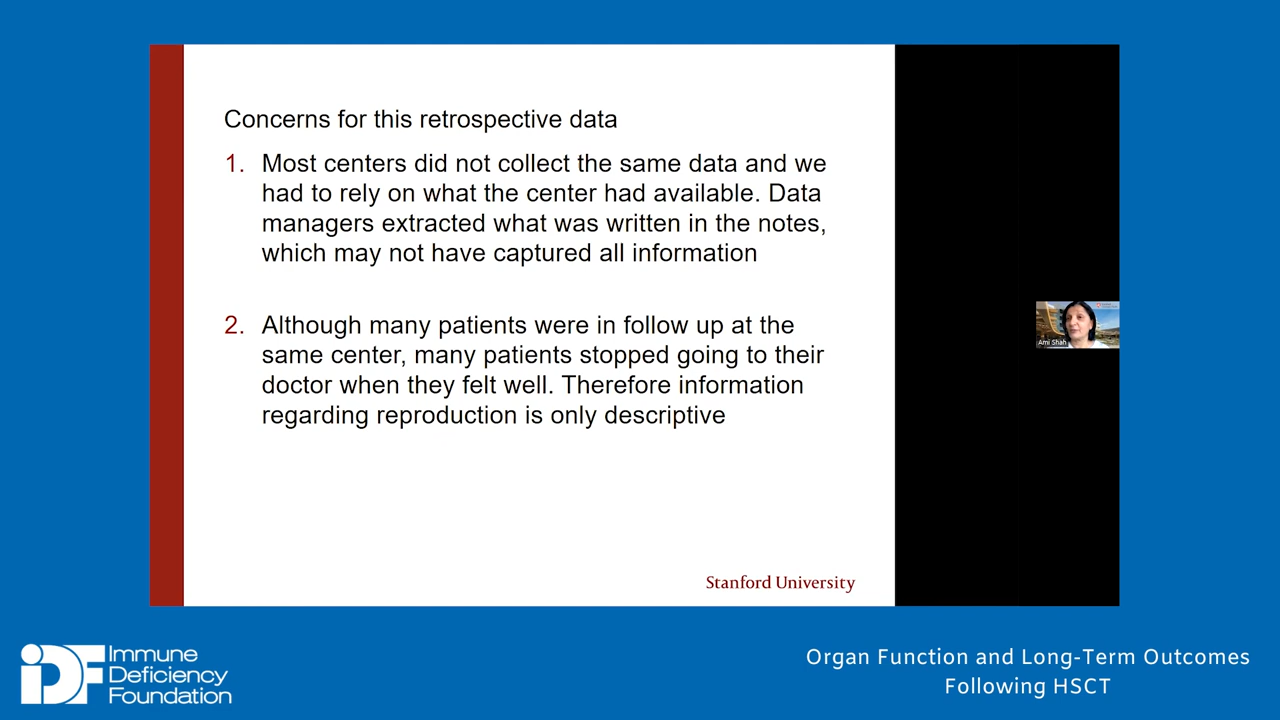 Concerns for this retrospective data
1. Most centers did not collect the same data and we
had to rely on what the center had available. Data
managers extracted what was written in the notes,
which may not have captured all information
2. Although many patients were in follow up at the
same center, many patients stopped going to their
doctor when they felt well. Therefore information
regarding reproduction is only descriptive
Stanford University
Ami Shah
iDF Immune
Deficiency
Foundation
Organ Function and Long-Term Outcomes
Following HSCT